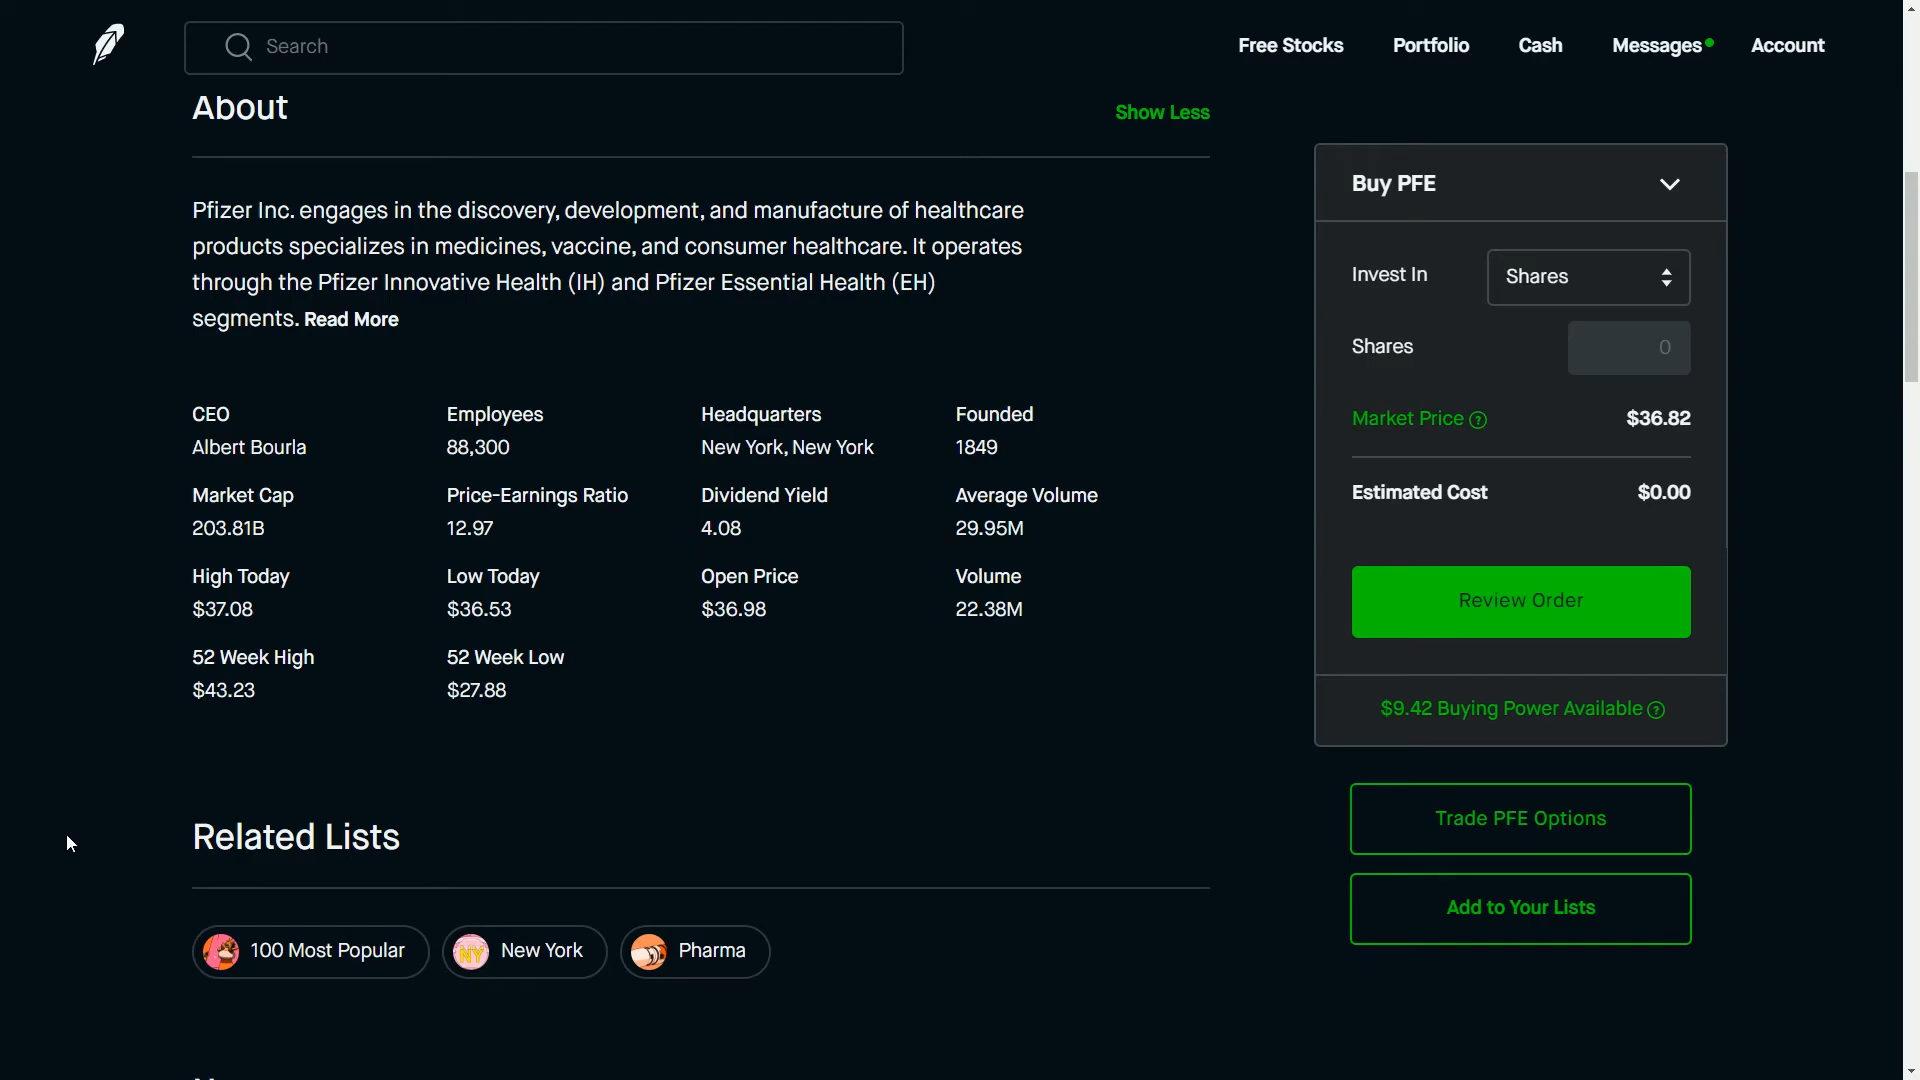 Search
Free Stocks
Portfolio
Cash
Messages
Account
About
Show Less
Pfizer Inc. engages in the discovery, development, and manufacture of healthcare
products specializes in medicines, vaccine, and consumer healthcare. It operates
through the Pfizer Innovative Health (IH) and Pfizer Essential Health (EH)
segments. Read More
CEO
Albert Bourla
Employees
88,300
Headquarters
New York, New York
Founded
1849
Market Cap
203.81B
Price-Earnings Ratio
12.97
Dividend Yield
4.08
Average Volume
29.95M
High Today
$37.08
Low Today
$36.53
Open Price
$36.98
Volume
22.38M
52 Week High
$43.23
52 Week Low
$27.88
Related Lists
100 Most Popular
NY
New York
Pharma
Buy PFE
Invest In
Shares
Shares
0
Market Price ?
$36.82
Estimated Cost
$0.00
Review Order
$9.42 Buying Power Available ?
Trade PFE Options
Add to Your Lists